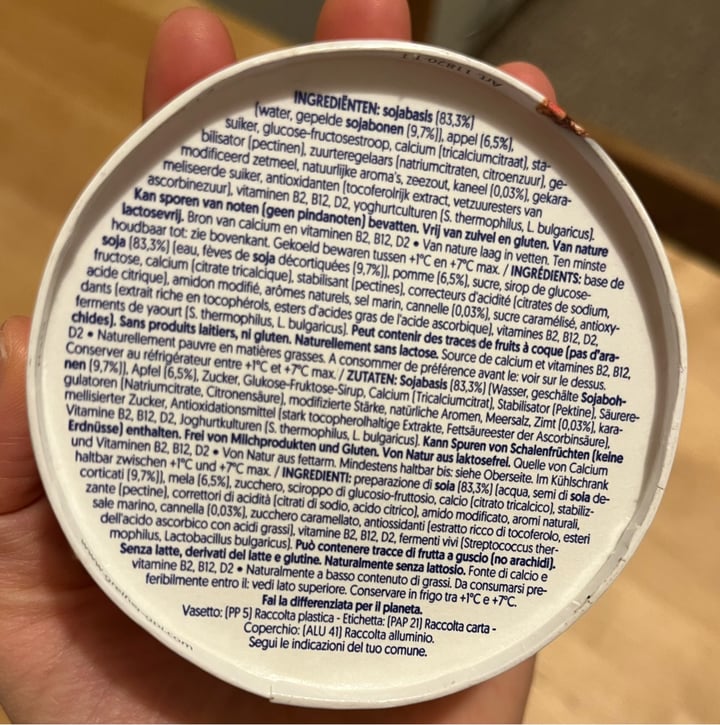 Art. 11820-1.1
INGREDIËNTEN: sojabasis (83,3%)
(water, gepelde sojabonen (9,7%)), appel (6,5%),
suiker, glucose-fructosestroop, calcium (tricalciumcitraat), sta-
bilisator (pectinen), zuurteregelaars (natriumcitraten, citroenzuur), ge-
modificeerd zetmeel, natuurlijke aroma's, zeezout, kaneel (0,03%), gekara-
meliseerde suiker, antioxidanten (tocoferolrijk extract, vetzuuresters van
ascorbinezuur), vitaminen B2, B12, D2, yoghurtculturen (S. thermophilus, L. bulgaricus).
Kan sporen van noten (geen pindanoten) bevatten. Vrij van zuivel en gluten. Van nature
lactosevrij. Bron van calcium en vitaminen B2, B12, D2 • Van nature laag in vetten. Ten minste
houdbaar tot: zie bovenkant. Gekoeld bewaren tussen +1°C en +7°C max. / INGRÉDIENTS: base de
soja (83,3%) (eau, fèves de soja décortiquées (9,7%)), pomme (6,5%), sucre, sirop de glucose-
fructose, calcium (citrate tricalcique), stabilisant (pectines), correcteurs d'acidité (citrates de sodium,
acide citrique), amidon modifié, arômes naturels, sel marin, cannelle (0,03%), sucre caramélisé, antioxy-
dants (extrait riche en tocophérols, esters d'acides gras de l'acide ascorbique), vitamines B2, B12, D2,
ferments de yaourt (S. thermophilus, L. bulgaricus). Peut contenir des traces de fruits à coque (pas d'ara-
chides). Sans produits laitiers, ni gluten. Naturellement sans lactose. Source de calcium et vitamines B2, B12,
D2 • Naturellement pauvre en matières grasses. A consommer de préférence avant le: voir sur le dessus.
Conserver au réfrigérateur entre +1°C et +7°C max. / ZUTATEN: Sojabasis (83,3%) (Wasser, geschälte Sojaboh-
nen (9,7%)), Apfel (6,5%), Zucker, Glukose-Fruktose-Sirup, Calcium (Tricalciumcitrat), Stabilisator (Pektine), Säurere-
gulatoren (Natriumcitrate, Citronensäure), modifizierte Stärke, natürliche Aromen, Meersalz, Zimt (0,03%), kara-
mellisierter Zucker, Antioxidationsmittel (stark tocopherolhaltige Extrakte, Fettsäureester der Ascorbinsäure),
Vitamine B2, B12, D2, Joghurtkulturen (S. thermophilus, L. bulgaricus). Kann Spuren von Schalenfrüchten (keine
Erdnüsse) enthalten. Frei von Milchprodukten und Gluten. Von Natur aus laktosefrei. Quelle von Calcium
und Vitaminen B2, B12, D2 • Von Natur aus fettarm. Mindestens haltbar bis: siehe Oberseite. Im Kühlschrank
haltbar zwischen +1°C und +7°C max. / INGREDIENTI: preparazione di soia (83,3%) (acqua, semi di soia de-
corticati (9,7%)), mela (6,5%), zucchero, sciroppo di glucosio-fruttosio, calcio (citrato tricalcico), stabiliz-
zante (pectine), correttori di acidità (citrati di sodio, acido citrico), amido modificato, aromi naturali,
sale marino, cannella (0,03%), zucchero caramellato, antiossidanti (estratto ricco di tocoferolo, esteri
dell'acido ascorbico con acidi grassi), vitamine B2, B12, D2, fermenti vivi (Streptococcus ther-
mophilus, Lactobacillus bulgaricus). Può contenere tracce di frutta a guscio (no arachidi).
Senza latte, derivati del latte e glutine. Naturalmente senza lattosio. Fonte di calcio e
vitamine B2, B12, D2 • Naturalmente a basso contenuto di grassi. Da consumarsi pre-
feribilmente entro il: vedi lato superiore. Conservare in frigo tra +1°C e +7°C.
Fai la differenziata per il planeta.
Vasetto: (PP 5) Raccolta plastica - Etichetta: (PAP 21) Raccolta carta -
Coperchio: (ALU 41) Raccolta alluminio.
Segui le indicazioni del tuo comune.
www.greiner-gpi.com